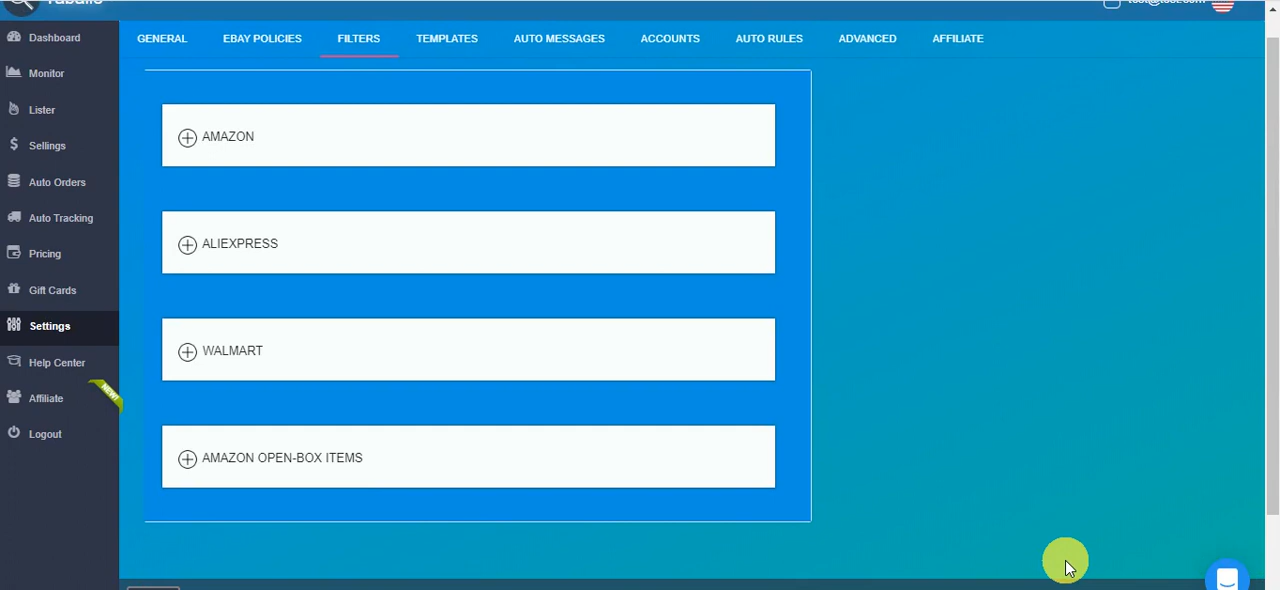 Dashboard
Monitor
Lister
Sellings
Auto Orders
Auto Tracking
Pricing
Gift Cards
Settings
Help Center
Affiliate
NEW!
Logout
GENERAL
EBAY POLICIES
FILTERS
TEMPLATES
AUTO MESSAGES
ACCOUNTS
AUTO RULES
ADVANCED
AFFILIATE
AMAZON
ALIEXPRESS
WALMART
AMAZON OPEN-BOX ITEMS